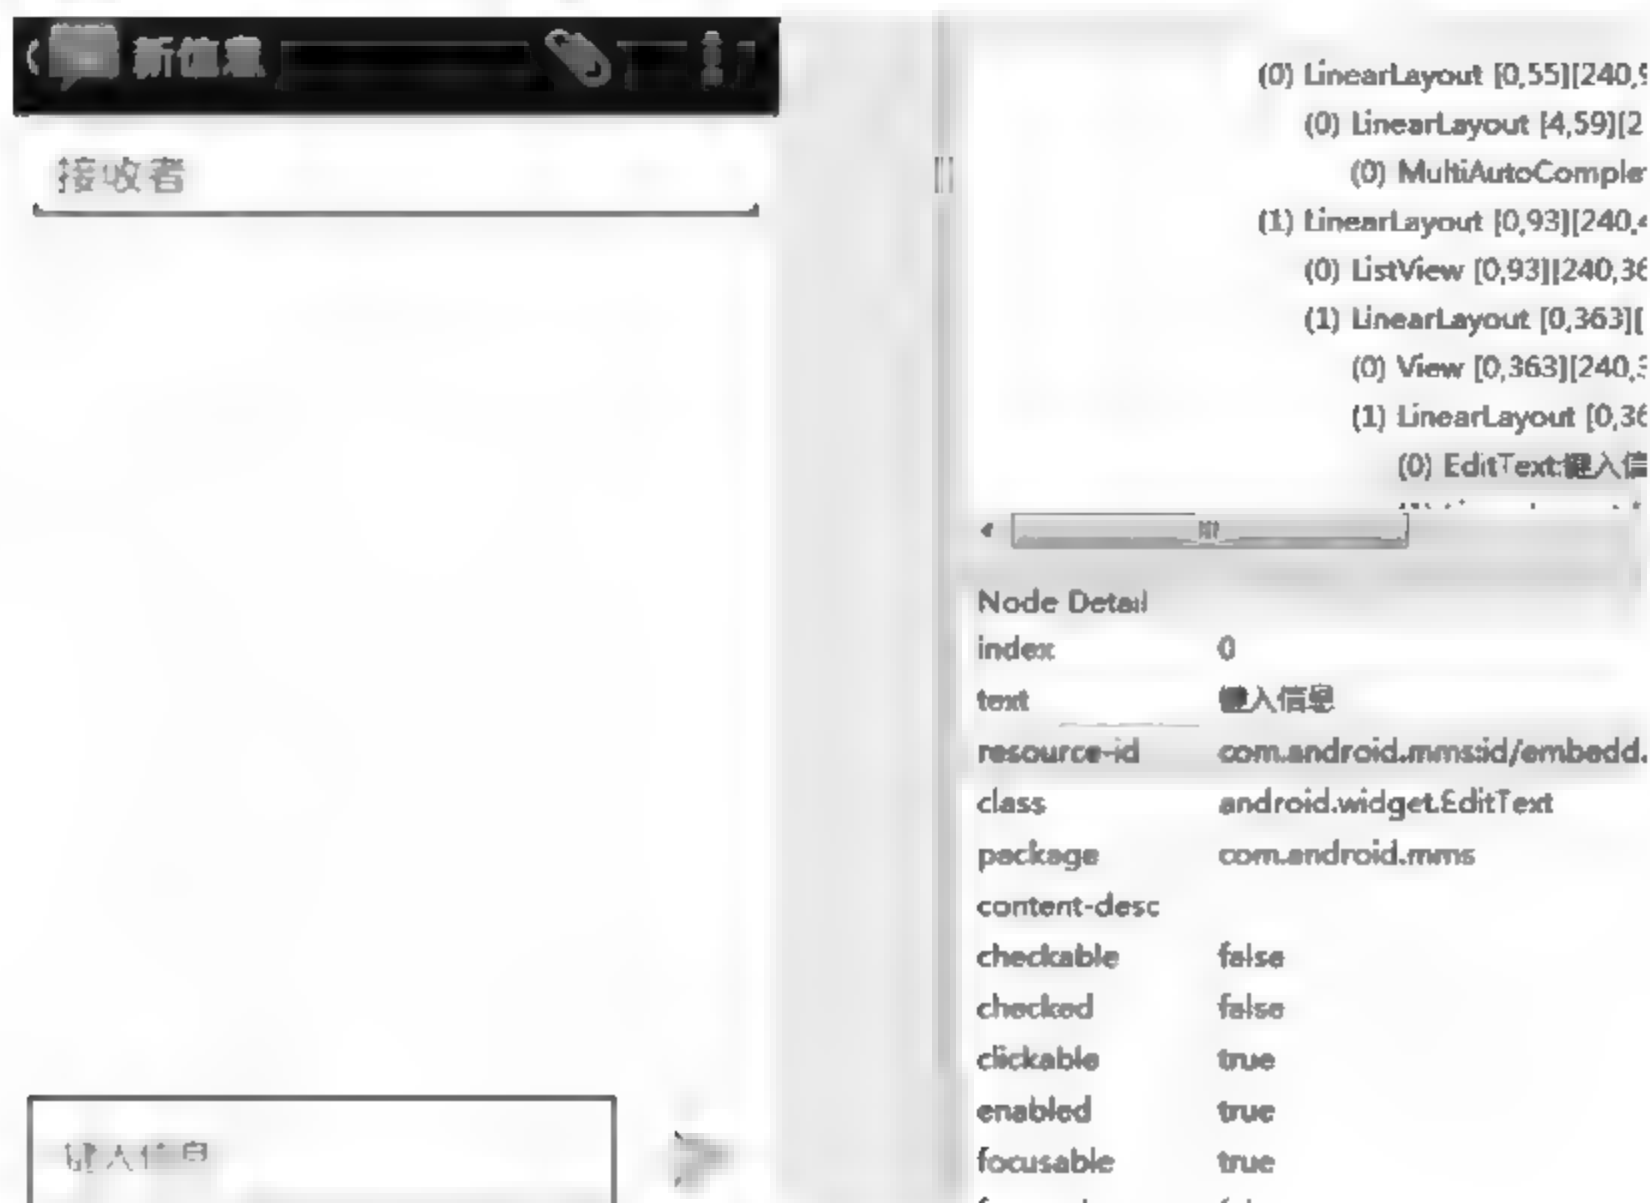 新信息
接收者
键入信息
(0) LinearLayout [0,55][240,9
(0) LinearLayout [4,59][2
(0) MultiAutoComple
(1) LinearLayout [0,93][240,4
(0) ListView [0,93][240,36
(1) LinearLayout [0,363][
(0) View [0,363][240,3
(1) LinearLayout [0,36
(0) EditText:键入信
Node Detail
index 0
text 键入信息
resource-id com.android.mms:id/embedd.
class android.widget.EditText
package com.android.mms
content-desc
checkable false
checked false
clickable true
enabled true
focusable true